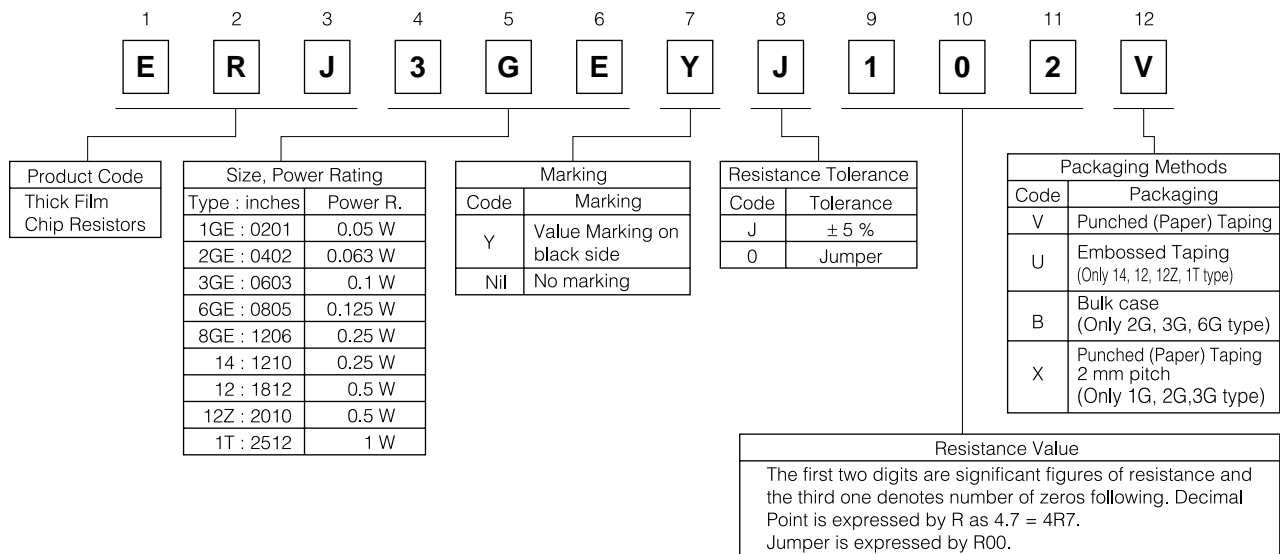 1 2 3 4 5 6 7 8 9 10 11 12
E R J 3 G E Y J 1 0 2 V
Product Code
Thick Film
Chip Resistors
Size, Power Rating
Type : inches Power R.
1GE : 0201 0.05 W
2GE : 0402 0.063 W
3GE : 0603 0.1 W
6GE : 0805 0.125 W
8GE : 1206 0.25 W
14 : 1210 0.25 W
12 : 1812 0.5 W
12Z : 2010 0.5 W
1T : 2512 1 W
Marking
Code Marking
Y Value Marking on
black side
Nil No marking
Resistance Tolerance
Code Tolerance
J ± 5 %
0 Jumper
Packaging Methods
Code Packaging
V Punched (Paper) Taping
U Embossed Taping
(Only 14, 12, 12Z, 1T type)
B Bulk case
(Only 2G, 3G, 6G type)
X Punched (Paper) Taping
2 mm pitch
(Only 1G, 2G,3G type)
Resistance Value
The first two digits are significant figures of resistance and
the third one denotes number of zeros following. Decimal
Point is expressed by R as 4.7 = 4R7.
Jumper is expressed by R00.